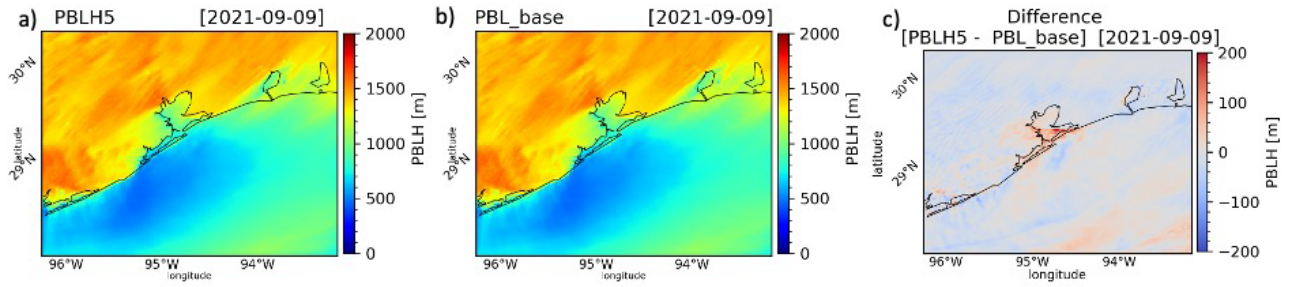 a) PBLH5 [2021-09-09]
30°N
29°N
latitude
96°W 95°W 94°W
longitude
2000
1500
1000
500
0
PBLH [m]
b) PBL_base [2021-09-09]
30°N
29°N
latitude
96°W 95°W 94°W
longitude
2000
1500
1000
500
0
PBLH [m]
c) Difference
[PBLH5 - PBL_base] [2021-09-09]
30°N
29°N
latitude
96°W 95°W 94°W
longitude
200
100
0
−100
−200
PBLH [m]